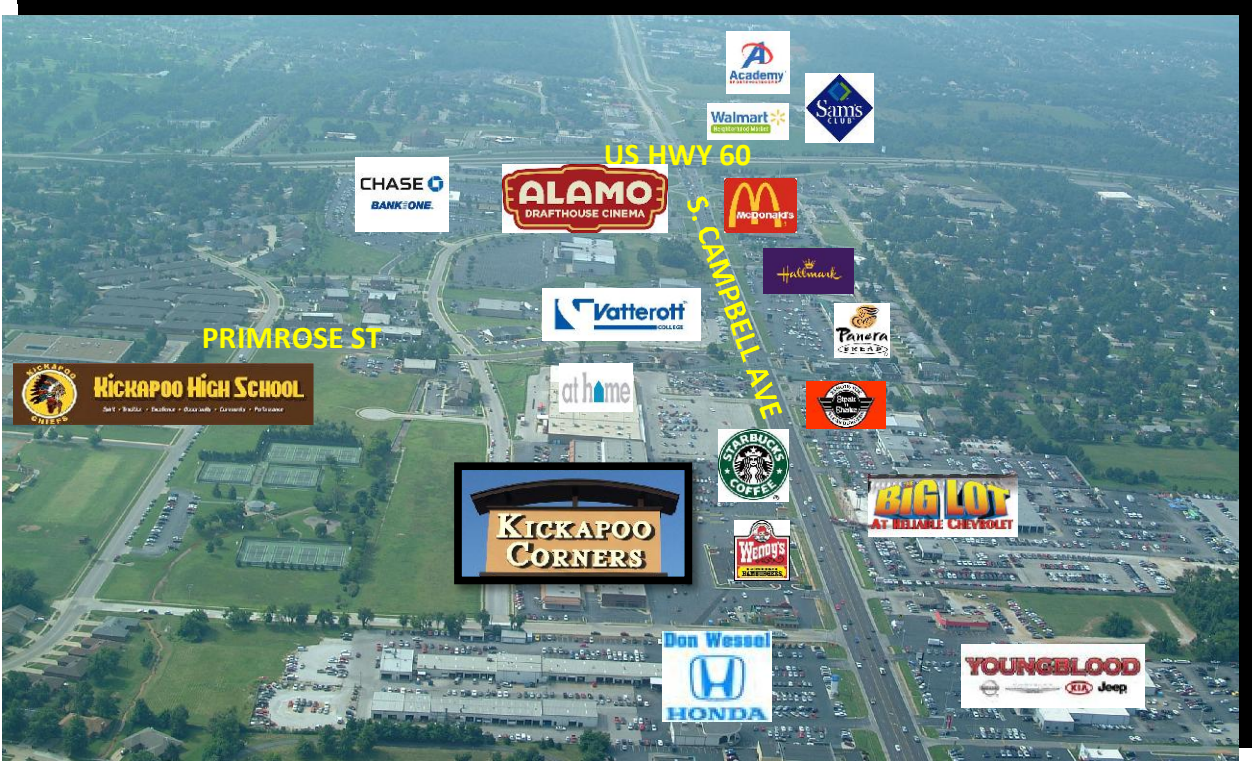 Academy
Walmart
Neighborhood Market
Sam's
CLUB
US HWY 60
CHASE
BANK ONE
ALAMO
DRAFTHOUSE CINEMA
McDonald's
S. CAMPBELL AVE
Hallmark
Vatterott
COLLEGE
Panera
BREAD
PRIMROSE ST
KICKAPOO
CHIEFS
KICKAPOO HIGH SCHOOL
at home
Steak
n
Shake
STARBUCKS
COFFEE
KICKAPOO
CORNERS
BIG LOT
AT RELIABLE CHEVROLET
WENDY'S
HAMBURGERS
Don Wessel
HONDA
YOUNGBLOOD
KIA Jeep